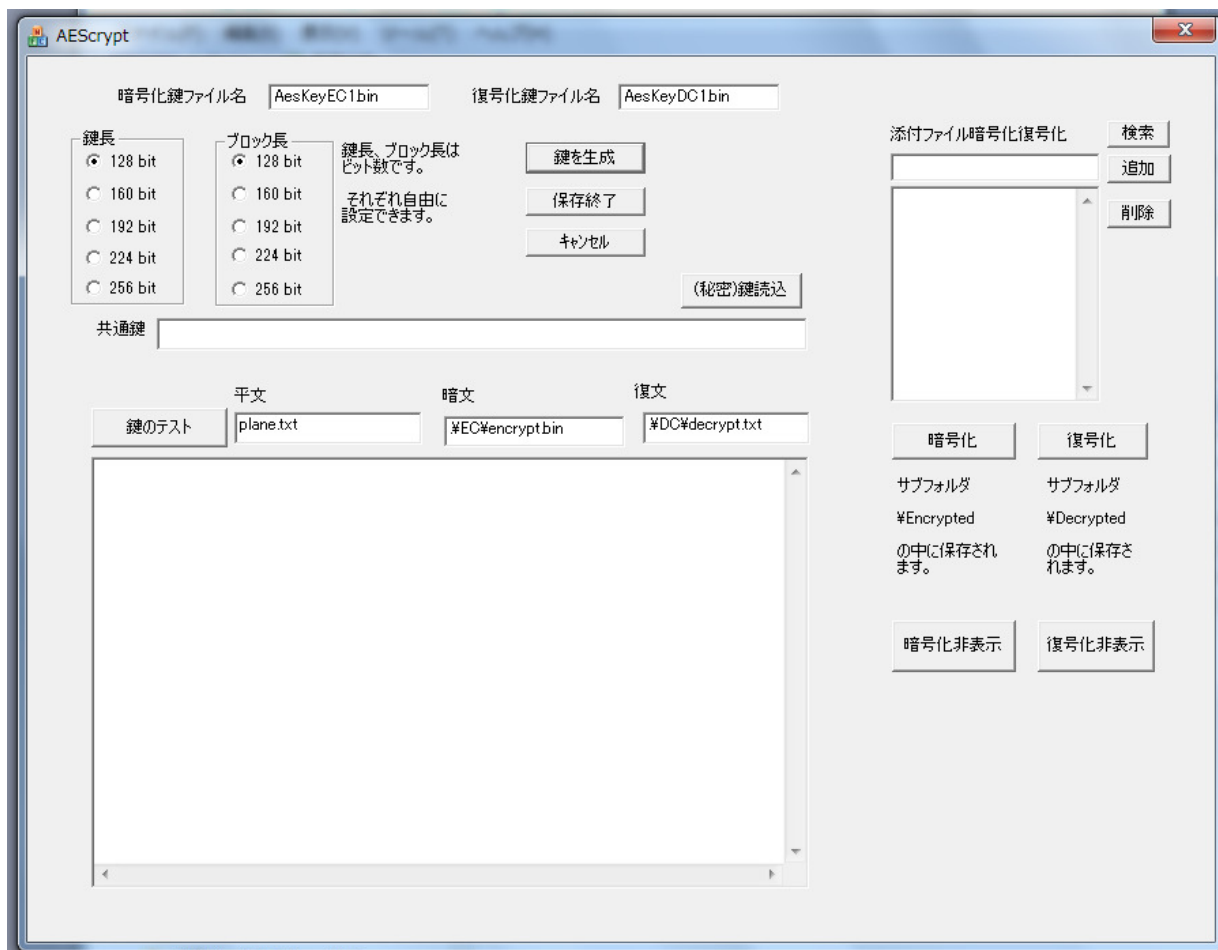 AEScrypt
暗号化鍵ファイル名
AesKeyEC1.bin
復号化鍵ファイル名
AesKeyDC1.bin
鍵長
128 bit
160 bit
192 bit
224 bit
256 bit
ブロック長
128 bit
160 bit
192 bit
224 bit
256 bit
鍵長、ブロック長は
ビット数です。
それぞれ自由に
設定できます。
鍵を生成
保存終了
キャンセル
(秘密)鍵読込
共通鍵
添付ファイル暗号化復号化
検索
追加
削除
平文
暗文
復文
鍵のテスト
plane.txt
¥EC¥encrypt.bin
¥DC¥decrypt.txt
暗号化
復号化
サブフォルダ
¥Encrypted
の中に保存され
ます。
サブフォルダ
¥Decrypted
の中に保存さ
れます。
暗号化非表示
復号化非表示